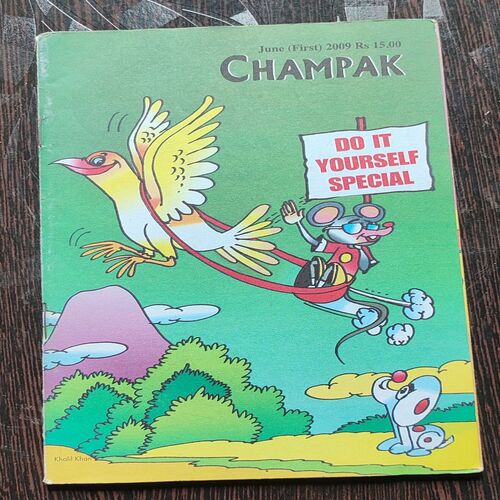 June (First) 2009 Rs 15.00
CHAMPAK
DO IT
YOURSELF
SPECIAL
Khalil Khan